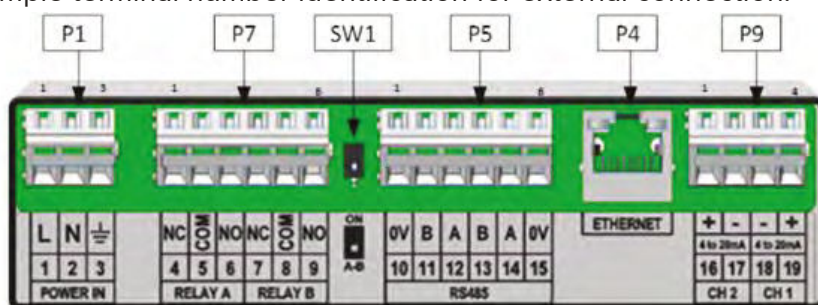 mple terminal number identification for external connection.
P1 P7 SW1 P5 P4 P9
1 3 1 6 1 6 1 4
ON
L N NC COM NO NC COM NO 0V B A B A 0V ETHERNET + - - +
4 to 20mA 4 to 20mA
1 2 3 4 5 6 7 8 9 A-B 10 11 12 13 14 15 16 17 18 19
POWER IN RELAY A RELAY B RS485 CH 2 CH 1